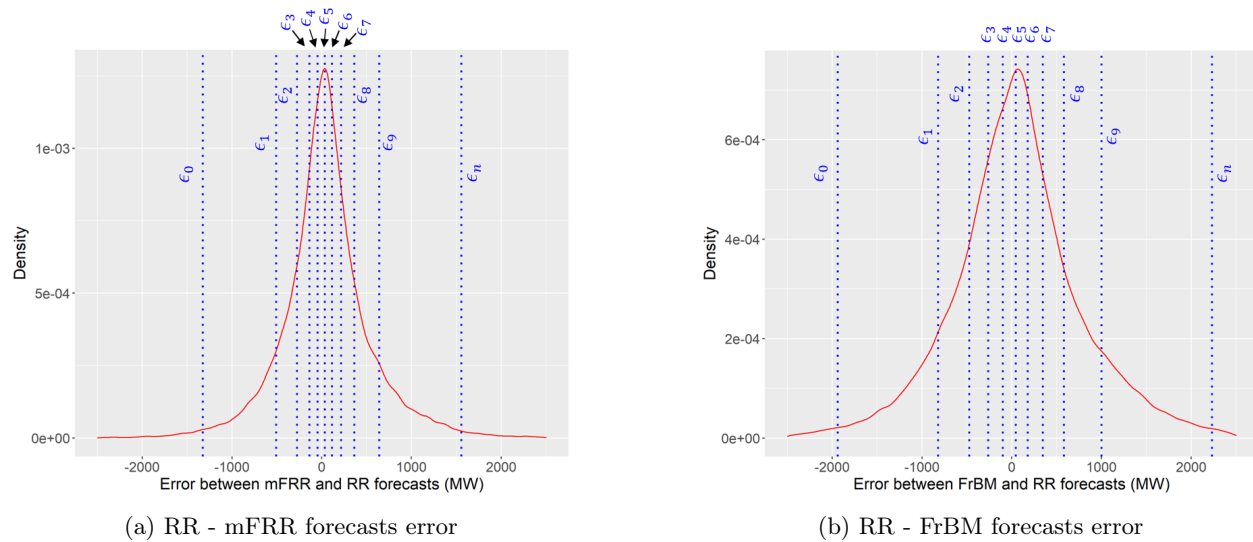 ϵ3 ϵ4 ϵ5 ϵ6 ϵ7
ϵ0
ϵ1
ϵ2
ϵ8
ϵ9
ϵn
1e-03
5e-04
0e+00
Density
-2000 -1000 0 1000 2000
Error between mFRR and RR forecasts (MW)
(a) RR - mFRR forecasts error
ϵ3 ϵ4 ϵ5 ϵ6 ϵ7
ϵ0
ϵ1
ϵ2
ϵ8
ϵ9
ϵn
6e-04
4e-04
2e-04
0e+00
Density
-2000 -1000 0 1000 2000
Error between FrBM and RR forecasts (MW)
(b) RR - FrBM forecasts error